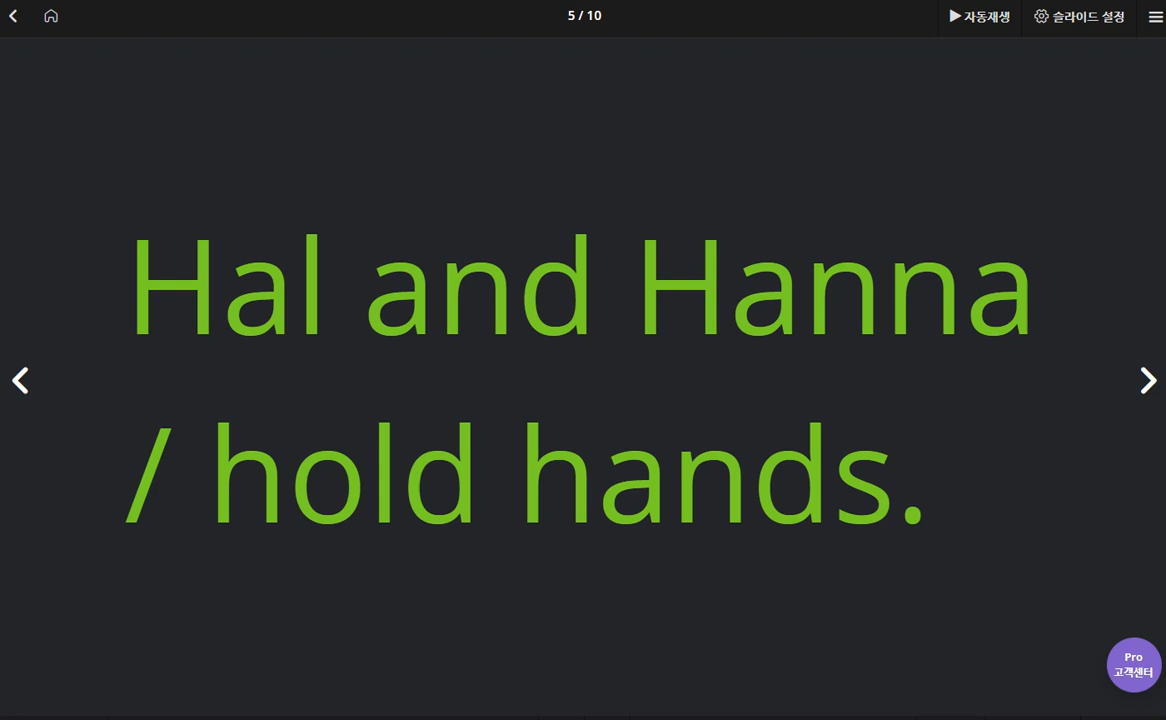 5 / 10
▶ 자동재생
슬라이드 설정
Hal and Hanna
/ hold hands.
Pro
고객센터